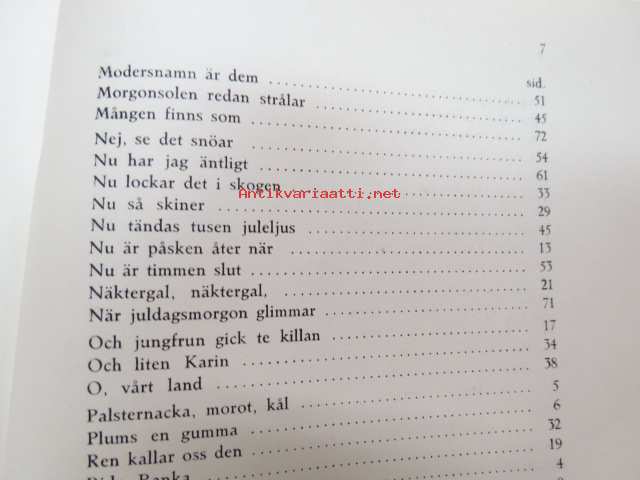 7
sid.
Modersnamn är dem 51
Morgonsolen redan strålar 45
Mången finns som 72
Nej, se det snöar 54
Nu har jag äntligt 61
Nu lockar det i skogen 33
Antikvariaatti.net
Nu så skiner 29
Nu tändas tusen juleljus 45
Nu är påsken åter när 13
Nu är timmen slut 53
Näktergal, näktergal, 21
När juldagsmorgon glimmar 71
Och jungfrun gick te killan 17
Och liten Karin 34
O, vårt land 38
Palsternacka, morot, kål 5
Plums en gumma 6
Ren kallar oss den 32
19
4